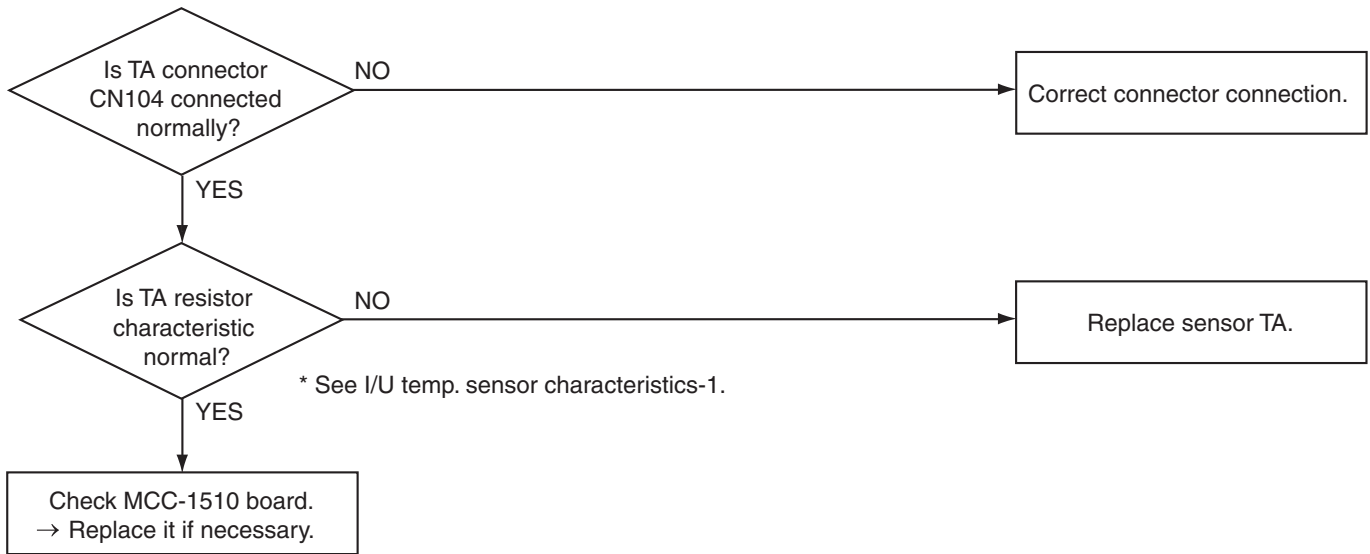 Is TA connector
CN104 connected
normally?
NO
Correct connector connection.
YES
Is TA resistor
characteristic
normal?
NO
Replace sensor TA.
* See I/U temp. sensor characteristics-1.
YES
Check MCC-1510 board.
→ Replace it if necessary.